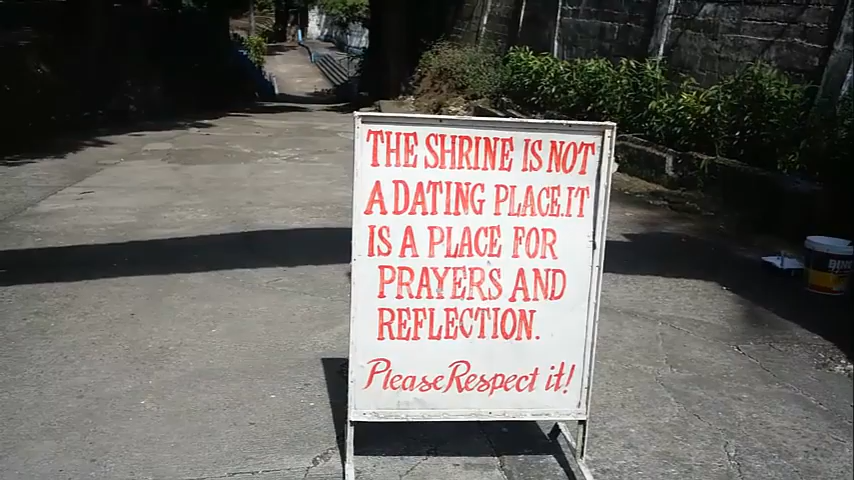 THE SHRINE IS NOT
A DATING PLACE.IT
IS A PLACE FOR
PRAYERS AND
REFLECTION.
Please Respect it!